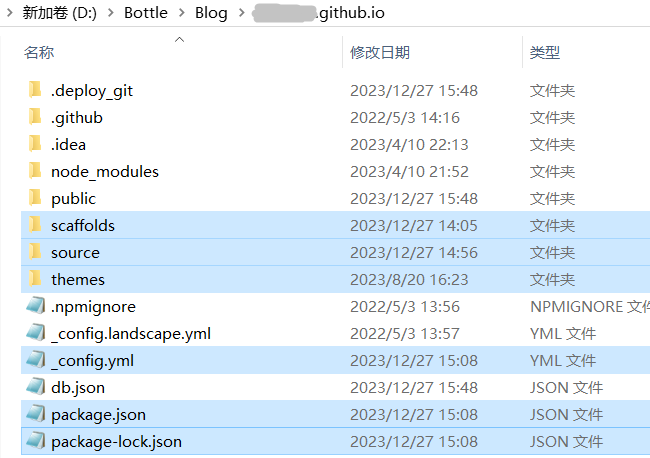 新加卷 (D:) > Bottle > Blog > .github.io
名称 修改日期 类型
.deploy_git 2023/12/27 15:48 文件夹
.github 2022/5/3 14:16 文件夹
.idea 2023/4/10 22:13 文件夹
node_modules 2023/4/10 21:52 文件夹
public 2023/12/27 15:48 文件夹
scaffolds 2023/12/27 14:05 文件夹
source 2023/12/27 14:56 文件夹
themes 2023/8/20 16:23 文件夹
.npmignore 2022/5/3 13:56 NPMIGNORE 文件
_config.landscape.yml 2022/5/3 13:57 YML 文件
_config.yml 2023/12/27 15:08 YML 文件
db.json 2023/12/27 15:48 JSON 文件
package.json 2023/12/27 15:08 JSON 文件
package-lock.json 2023/12/27 15:08 JSON 文件